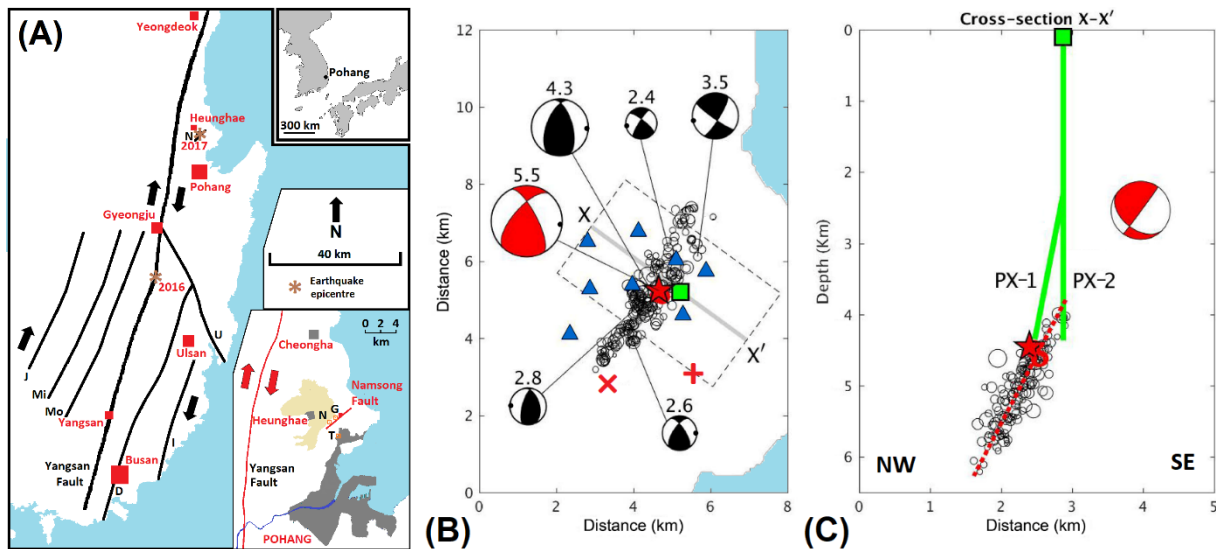 (A)
Yeongdeok
Heunghae
N
2017
Pohang
Gyeongju
2016
U
Ulsan
J
Mi
Mo
Yangsan
I
Busan
Yangsan
Fault
D
Pohang
300 km
N
40 km
Earthquake
epicentre
0 2 4
km
Cheongha
Namsong
Fault
G
N
Heunghae
T
Yangsan
Fault
POHANG
(B)
12
10
8
6
4
2
0
Distance (km)
0 2 4 6 8
Distance (km)
4.3
2.4
3.5
5.5
X
X'
2.8
2.6
(C)
Cross-section X-X'
0
1
2
3
4
5
6
Depth (Km)
PX-1
PX-2
NW
SE
0 1 2 3 4 5
Distance (km)